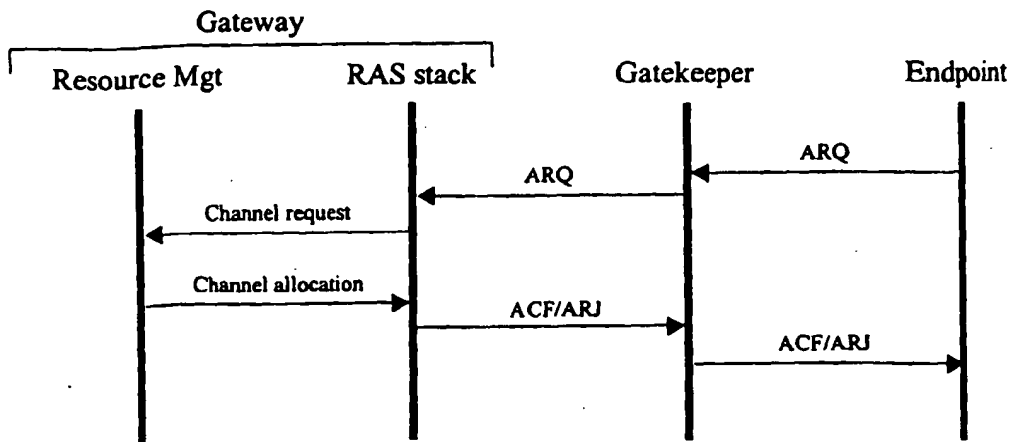 Gateway
Resource Mgt
RAS stack
Gatekeeper
Endpoint
ARQ
ARQ
Channel request
Channel allocation
ACF/ARJ
ACF/ARJ